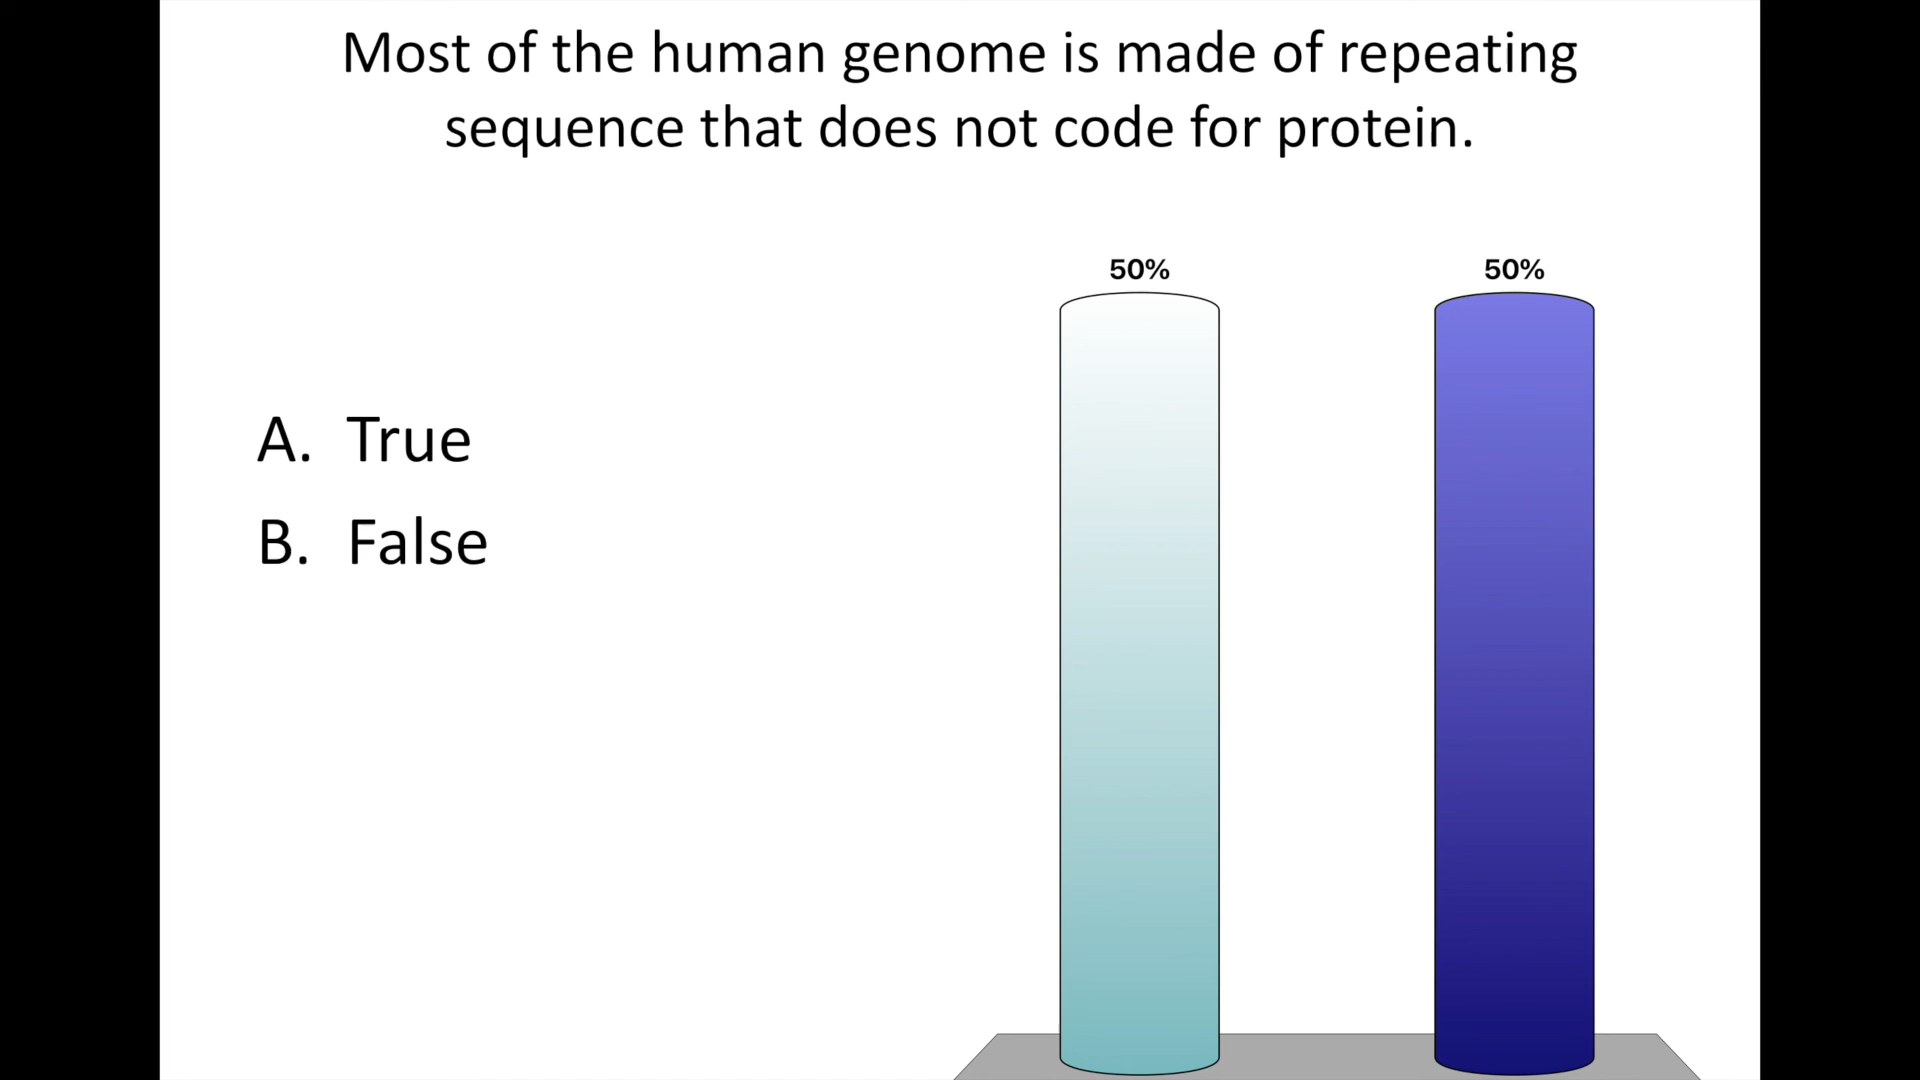 Most of the human genome is made of repeating
sequence that does not code for protein.
50%
50%
A. True
B. False